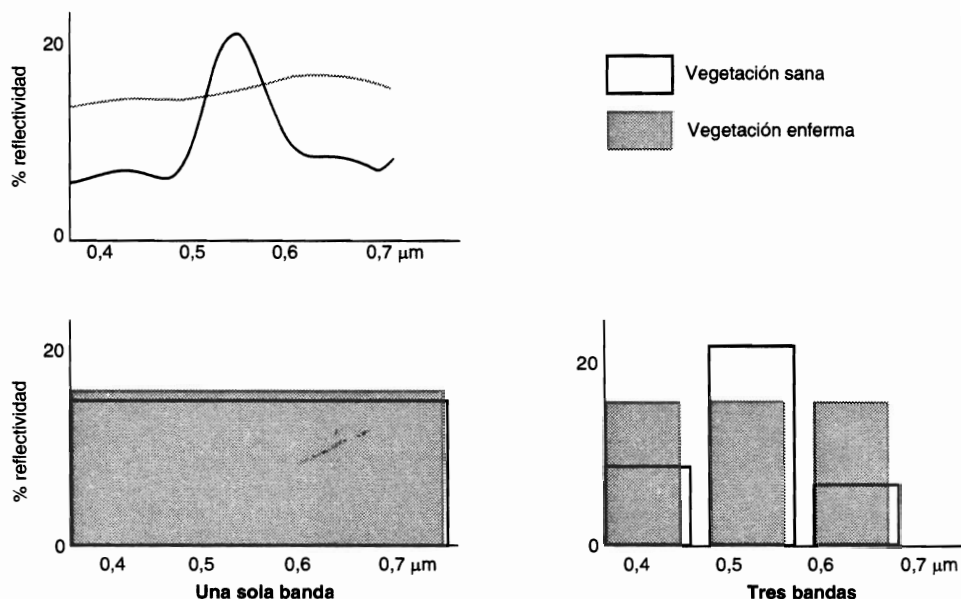 % reflectividad
20
0
0,4 0,5 0,6 0,7 μm
Vegetación sana
Vegetación enferma
% reflectividad
20
0
0,4 0,5 0,6 0,7 μm
Una sola banda
20
0
0,4 0,5 0,6 0,7 μm
Tres bandas